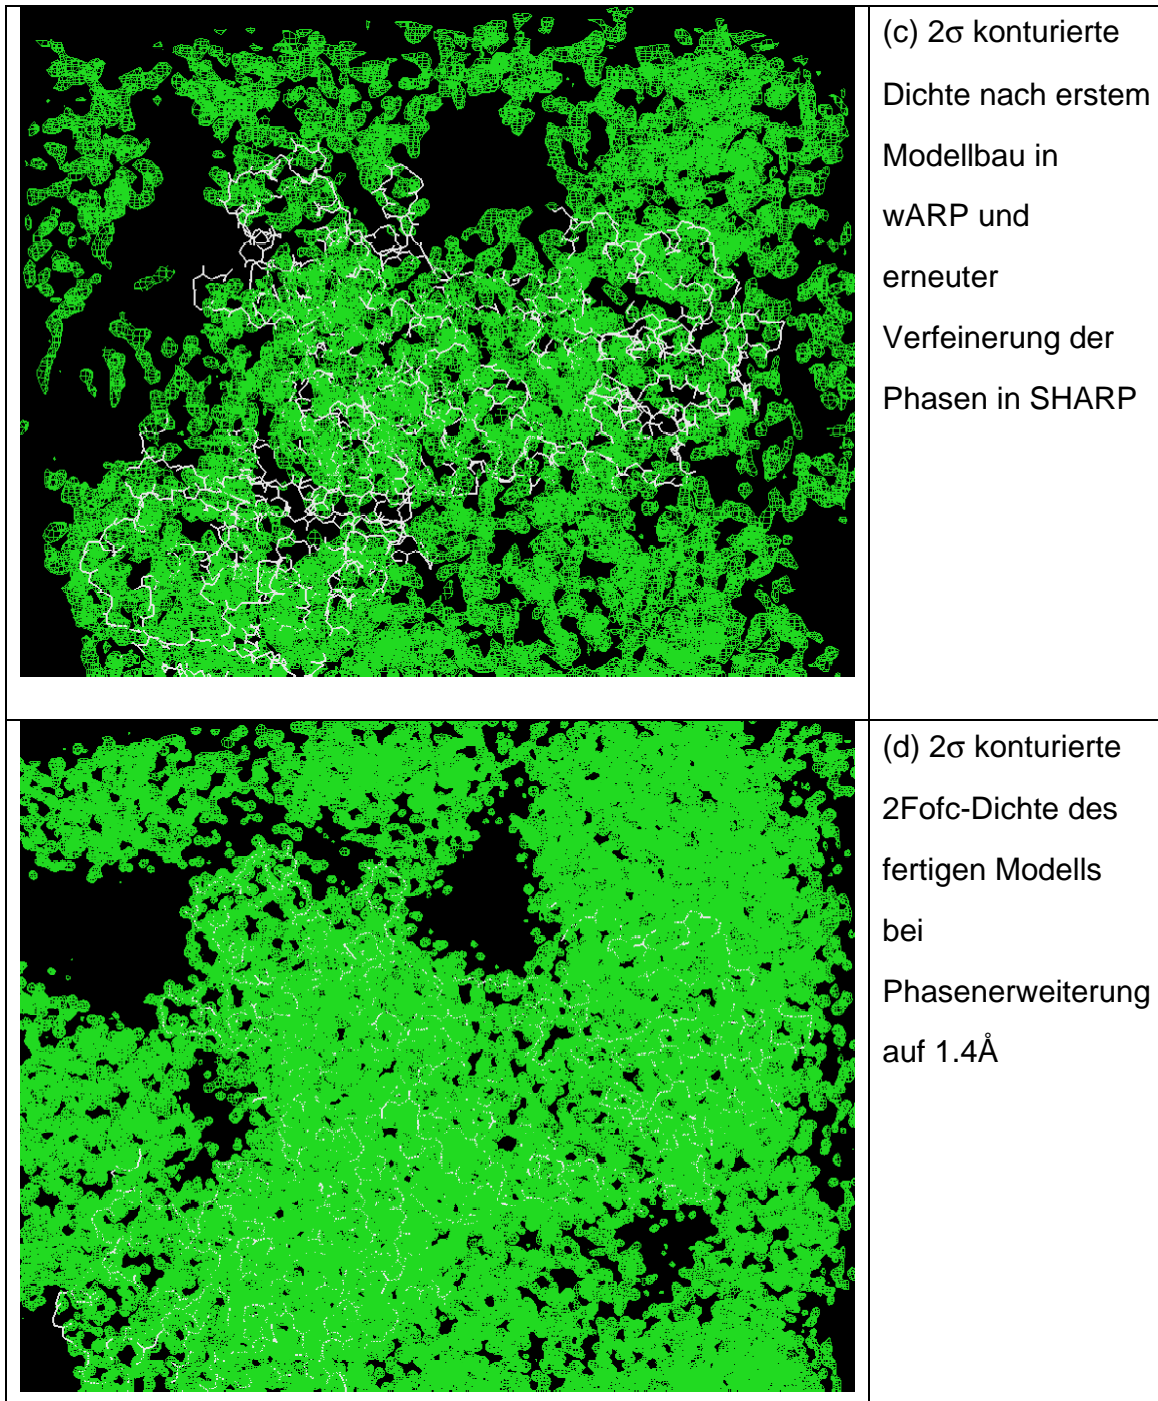 (c) 2σ konturierte
Dichte nach erstem
Modellbau in
wARP und
erneuter
Verfeinerung der
Phasen in SHARP
(d) 2σ konturierte
2Fofc-Dichte des
fertigen Modells
bei
Phasenerweiterung
auf 1.4Å